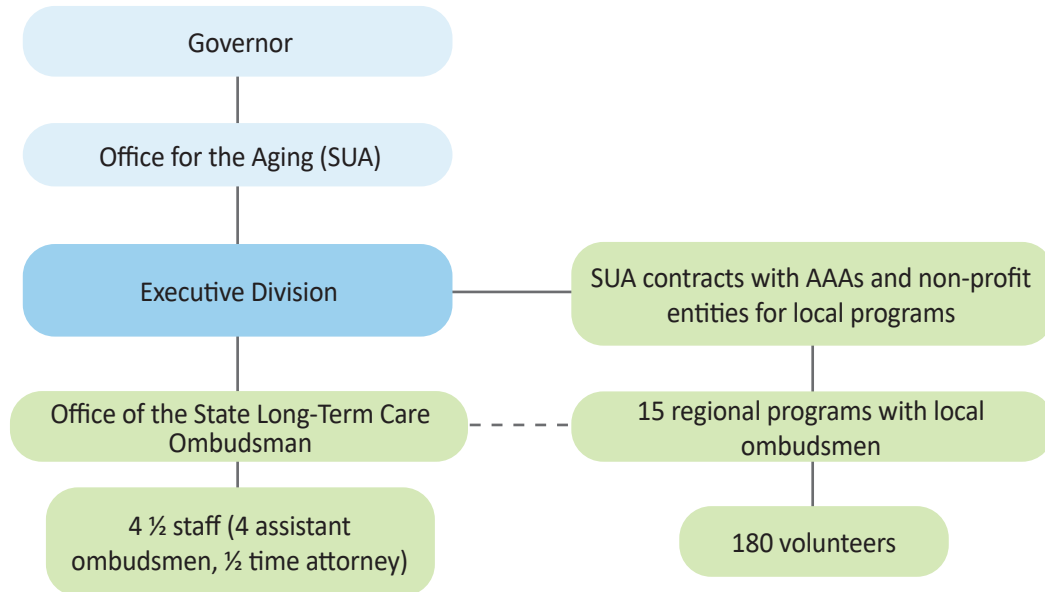 Governor
Office for the Aging (SUA)
Executive Division
SUA contracts with AAAs and non-profit
entities for local programs
Office of the State Long-Term Care
Ombudsman
15 regional programs with local
ombudsmen
4 ½ staff (4 assistant
ombudsmen, ½ time attorney)
180 volunteers